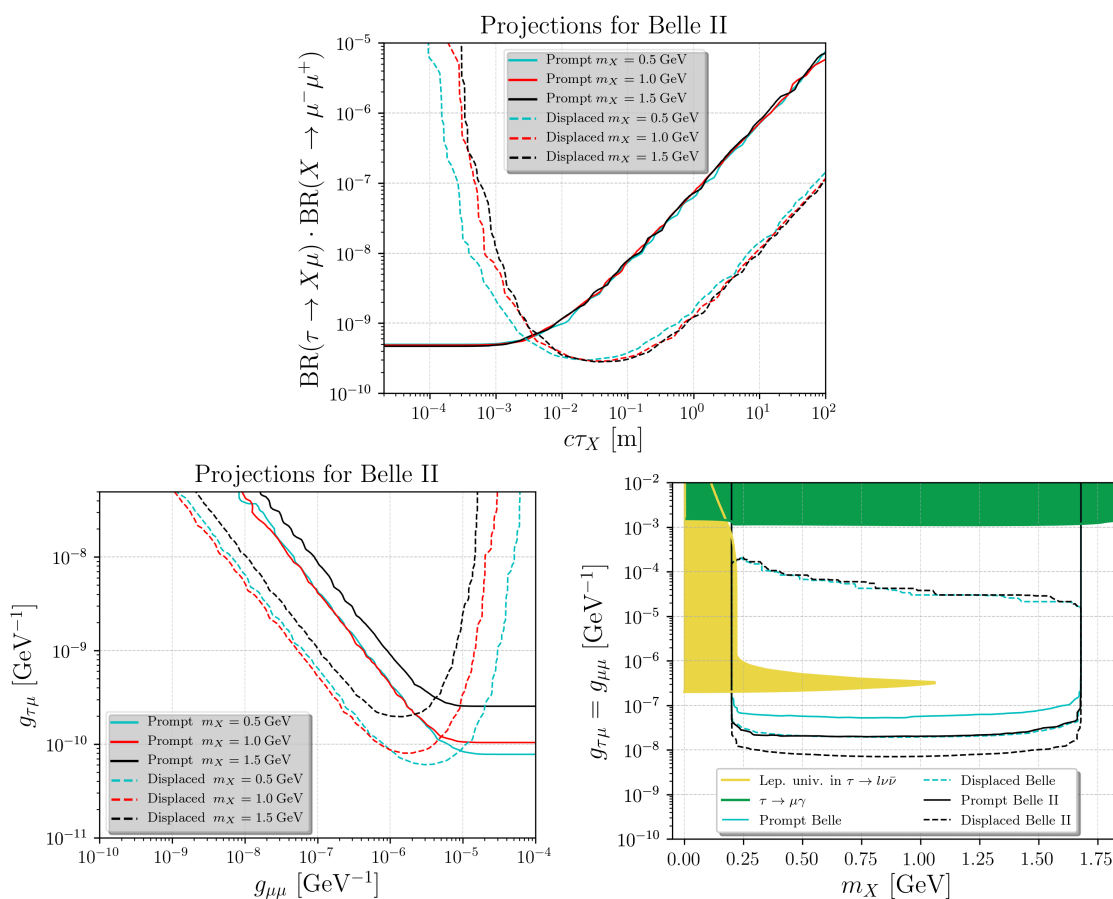 Projections for Belle II
BR(τ → Xμ) · BR(X → μ⁻μ⁺)
10⁻⁵
10⁻⁶
10⁻⁷
10⁻⁸
10⁻⁹
10⁻¹⁰
Prompt m_X = 0.5 GeV
Prompt m_X = 1.0 GeV
Prompt m_X = 1.5 GeV
Displaced m_X = 0.5 GeV
Displaced m_X = 1.0 GeV
Displaced m_X = 1.5 GeV
10⁻⁴ 10⁻³ 10⁻² 10⁻¹ 10⁰ 10¹ 10²
cτ_X [m]
Projections for Belle II
g_τμ [GeV⁻¹]
10⁻⁸
10⁻⁹
10⁻¹⁰
10⁻¹¹
Prompt m_X = 0.5 GeV
Prompt m_X = 1.0 GeV
Prompt m_X = 1.5 GeV
Displaced m_X = 0.5 GeV
Displaced m_X = 1.0 GeV
Displaced m_X = 1.5 GeV
10⁻¹⁰ 10⁻⁹ 10⁻⁸ 10⁻⁷ 10⁻⁶ 10⁻⁵ 10⁻⁴
g_μμ [GeV⁻¹]
g_τμ = g_μμ [GeV⁻¹]
10⁻²
10⁻³
10⁻⁴
10⁻⁵
10⁻⁶
10⁻⁷
10⁻⁸
10⁻⁹
10⁻¹⁰
Lep. univ. in τ → lνν̄
τ → μγ
Prompt Belle
Displaced Belle
Prompt Belle II
Displaced Belle II
0.00 0.25 0.50 0.75 1.00 1.25 1.50 1.75
m_X [GeV]